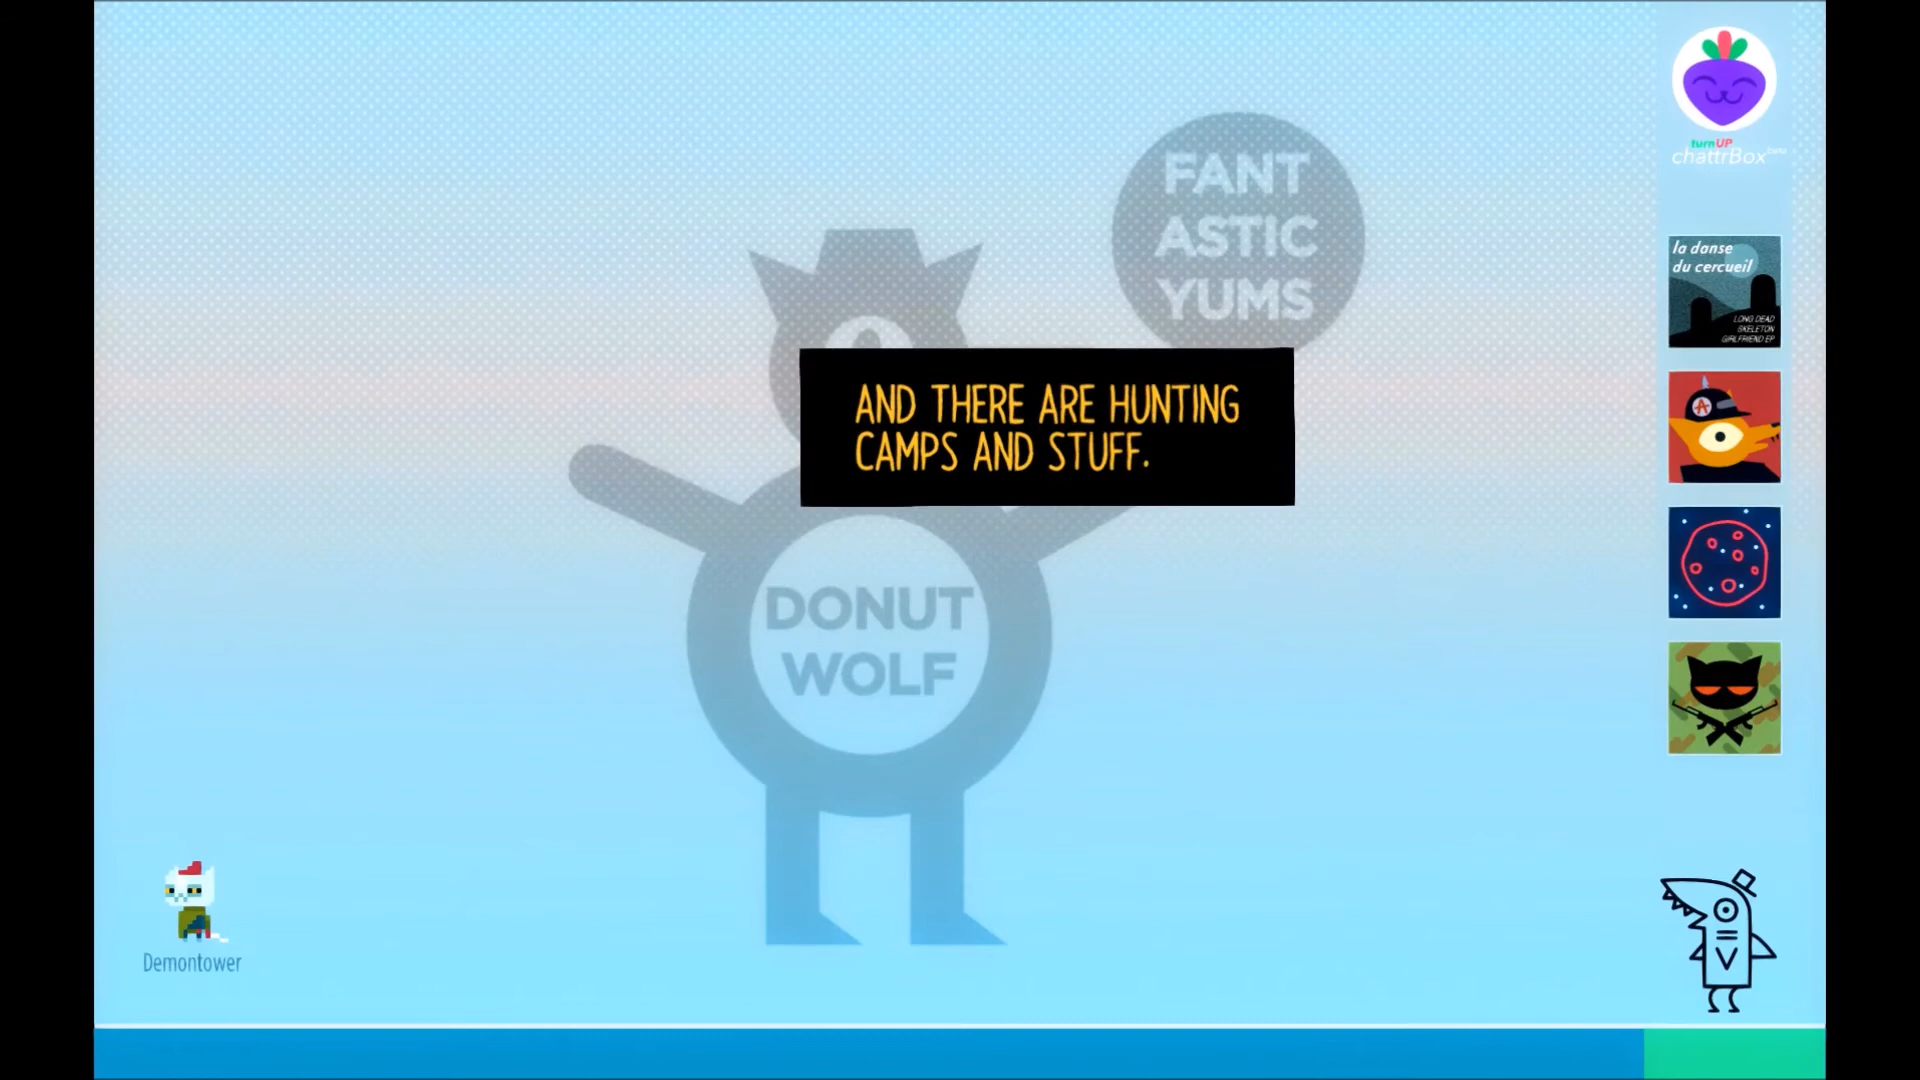 FANT
ASTIC
YUMS
turnUP
chattrBox beta
la danse
du cercueil
LONG DEAD
SKELETON
GIRLFRIEND EP
AND THERE ARE HUNTING
CAMPS AND STUFF.
A
DONUT
WOLF
Demontower